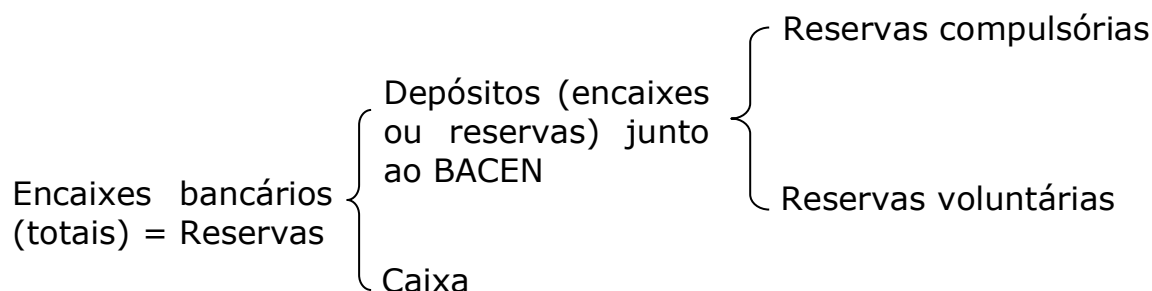 Reservas compulsórias
Depósitos (encaixes
ou reservas) junto
ao BACEN
Encaixes bancários
(totais) = Reservas
Reservas voluntárias
Caixa